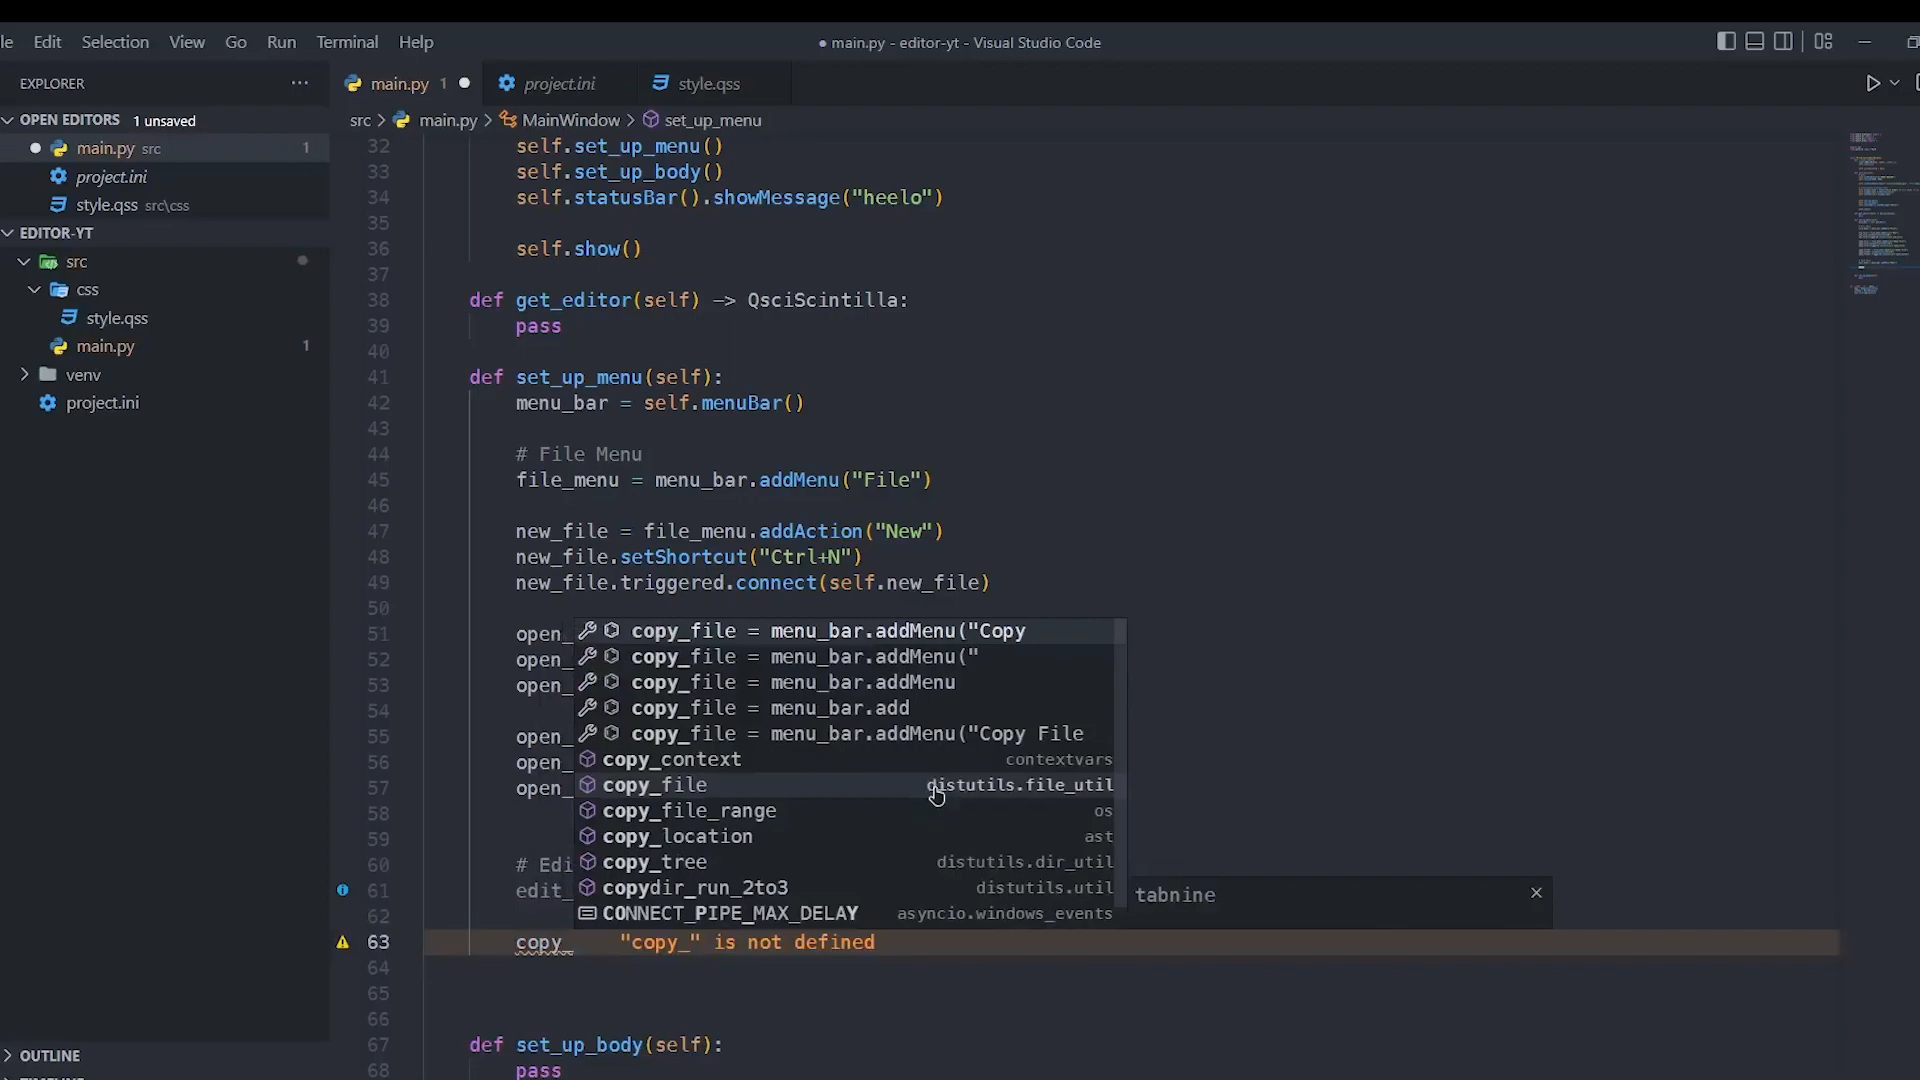 le Edit Selection View Go Run Terminal Help
● main.py - editor-yt - Visual Studio Code
EXPLORER ···
main.py 1 ●
project.ini
style.qss
OPEN EDITORS 1 unsaved
src > main.py > MainWindow > set_up_menu
main.py src 1
project.ini
style.qss src\css
EDITOR-YT
src
css
style.qss
main.py 1
venv
project.ini
OUTLINE
32 self.set_up_menu()
33 self.set_up_body()
34 self.statusBar().showMessage("heelo")
35
36 self.show()
37
38 def get_editor(self) -> QsciScintilla:
39 pass
40
41 def set_up_menu(self):
42 menu_bar = self.menuBar()
43
44 # File Menu
45 file_menu = menu_bar.addMenu("File")
46
47 new_file = file_menu.addAction("New")
48 new_file.setShortcut("Ctrl+N")
49 new_file.triggered.connect(self.new_file)
50
51 open_
52 open_
53 open_
54
55 open_
56 open_
57 open_
58
59
60 # Edi
61 edit_
62
63 copy_ "copy_" is not defined
64
65
66
67 def set_up_body(self):
68 pass
copy_file = menu_bar.addMenu("Copy
copy_file = menu_bar.addMenu("
copy_file = menu_bar.addMenu
copy_file = menu_bar.add
copy_file = menu_bar.addMenu("Copy File
copy_context contextvars
copy_file distutils.file_util
copy_file_range os
copy_location ast
copy_tree distutils.dir_util
copydir_run_2to3 distutils.util
CONNECT_PIPE_MAX_DELAY asyncio.windows_events
tabnine